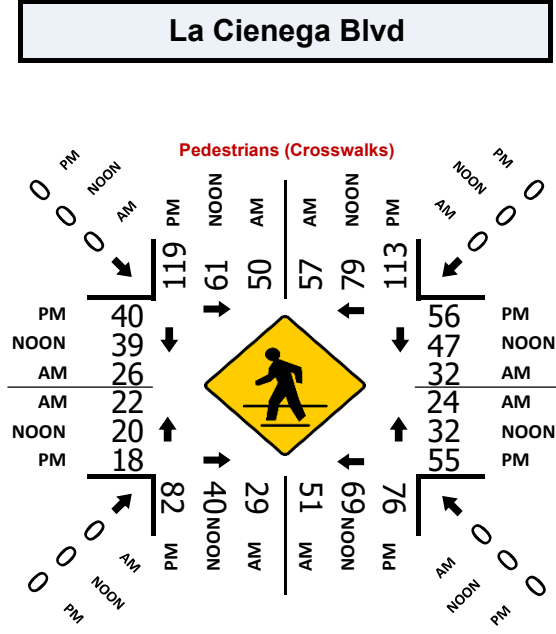 La Cienega Blvd
Pedestrians (Crosswalks)
PM NOON AM PM NOON AM AM NOON PM AM NOON PM
0 0 0 119 61 50 57 79 113 0 0 0
PM 40 56 PM
NOON 39 47 NOON
AM 26 32 AM
AM 22 24 AM
NOON 20 32 NOON
PM 18 55 PM
0 0 0 82 40 29 51 69 76 0 0 0
PM NOON AM PM NOON AM AM NOON PM AM NOON PM